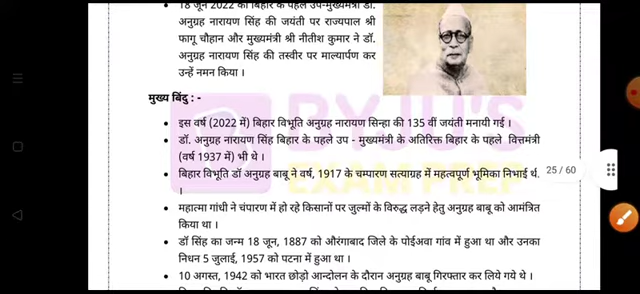 18 जून 2022 को बिहार के पहले उप-मुख्यमंत्री डॉ.
अनुग्रह नारायण सिंह की जयंती पर राज्यपाल श्री
फागू चौहान और मुख्यमंत्री श्री नीतीश कुमार ने डॉ.
अनुग्रह नारायण सिंह की तस्वीर पर माल्यार्पण कर
उन्हें नमन किया ।
मुख्य बिंदु : -
इस वर्ष (2022 में) बिहार विभूति अनुग्रह नारायण सिन्हा की 135 वीं जयंती मनायी गई ।
डॉ. अनुग्रह नारायण सिंह बिहार के पहले उप - मुख्यमंत्री के अतिरिक्त बिहार के पहले वित्तमंत्री
(वर्ष 1937 में) भी थे ।
25 / 60
बिहार विभूति डॉ अनुग्रह बाबू ने वर्ष, 1917 के चम्पारण सत्याग्रह में महत्वपूर्ण भूमिका निभाई थी.
।
महात्मा गांधी ने चंपारण में हो रहे किसानों पर जुल्मों के विरुद्ध लड़ने हेतु अनुग्रह बाबू को आमंत्रित
किया था ।
डॉ सिंह का जन्म 18 जून, 1887 को औरंगाबाद जिले के पोईअवा गांव में हुआ था और उनका
निधन 5 जुलाई, 1957 को पटना में हुआ था ।
10 अगस्त, 1942 को भारत छोड़ो आन्दोलन के दौरान अनुग्रह बाबू गिरफ्तार कर लिये गये थे ।
BYJU'S
EXAM PREP